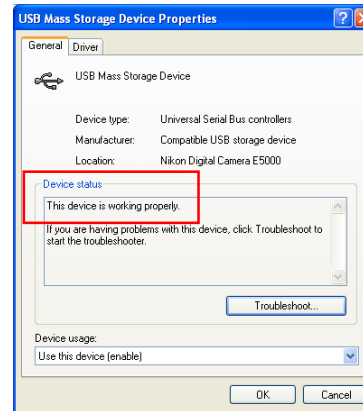 USB Mass Storage Device Properties
General Driver
USB Mass Storage Device
Device type: Universal Serial Bus controllers
Manufacturer: Compatible USB storage device
Location: Nikon Digital Camera E5000
Device status
This device is working properly.
If you are having problems with this device, click Troubleshoot to
start the troubleshooter.
Troubleshoot...
Device usage:
Use this device (enable)
OK Cancel